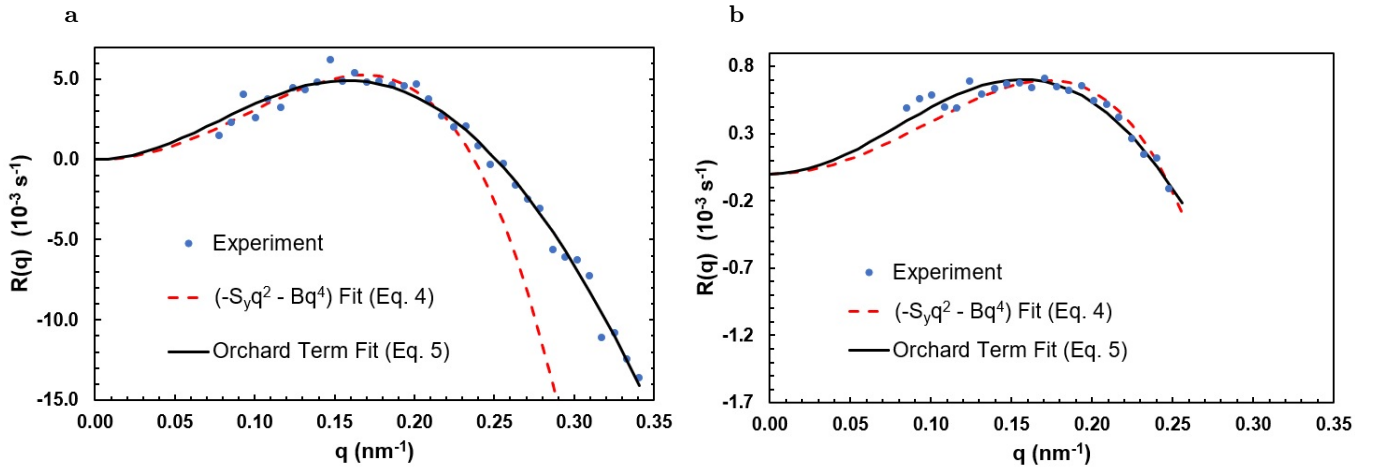 a
5.0
0.0
-5.0
-10.0
-15.0
R(q) (10⁻³ s⁻¹)
Experiment
(-Syq² - Bq⁴) Fit (Eq. 4)
Orchard Term Fit (Eq. 5)
0.00 0.05 0.10 0.15 0.20 0.25 0.30 0.35
q (nm⁻¹)
b
0.8
0.3
-0.2
-0.7
-1.2
-1.7
R(q) (10⁻³ s⁻¹)
Experiment
(-Syq² - Bq⁴) Fit (Eq. 4)
Orchard Term Fit (Eq. 5)
0.00 0.05 0.10 0.15 0.20 0.25 0.30 0.35
q (nm⁻¹)